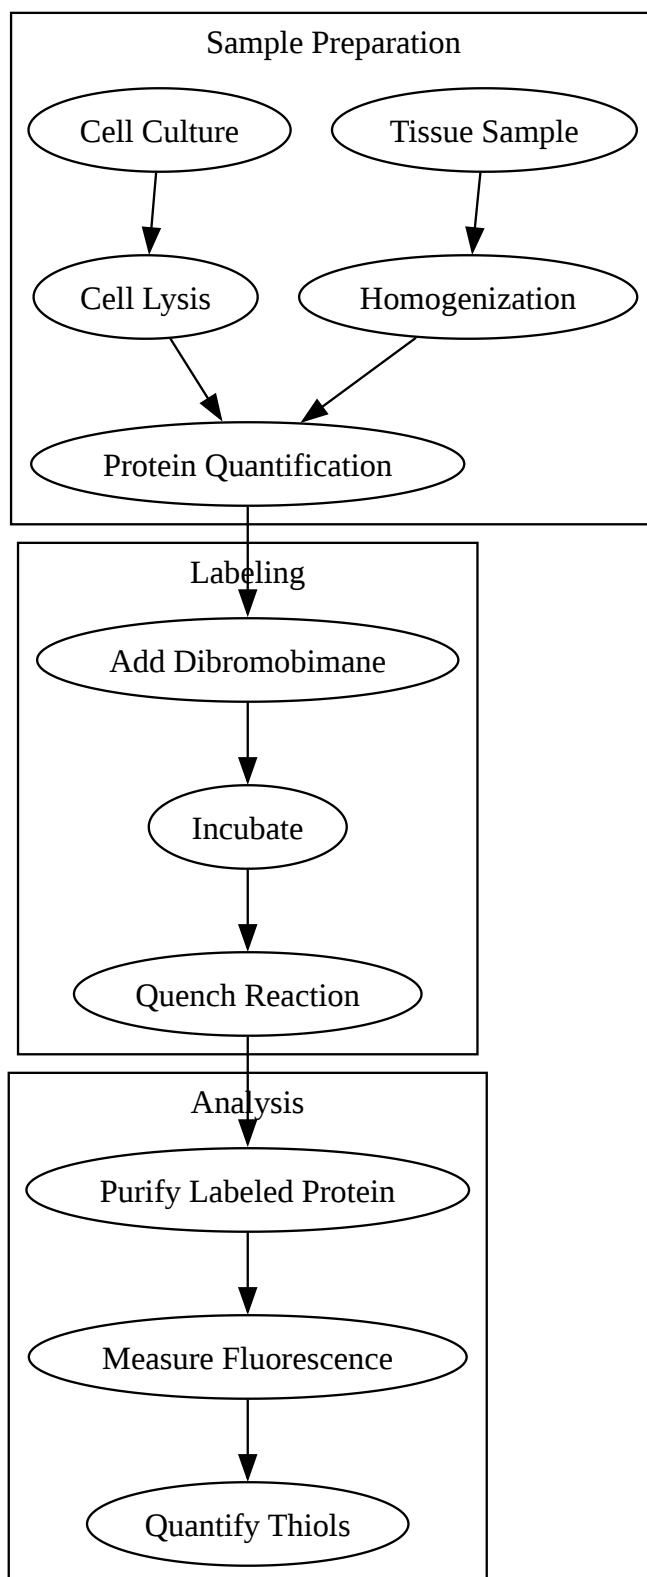 Sample Preparation
Cell Culture
Tissue Sample
Cell Lysis
Homogenization
Protein Quantification
Labeling
Add Dibromobimane
Incubate
Quench Reaction
Analysis
Purify Labeled Protein
Measure Fluorescence
Quantify Thiols